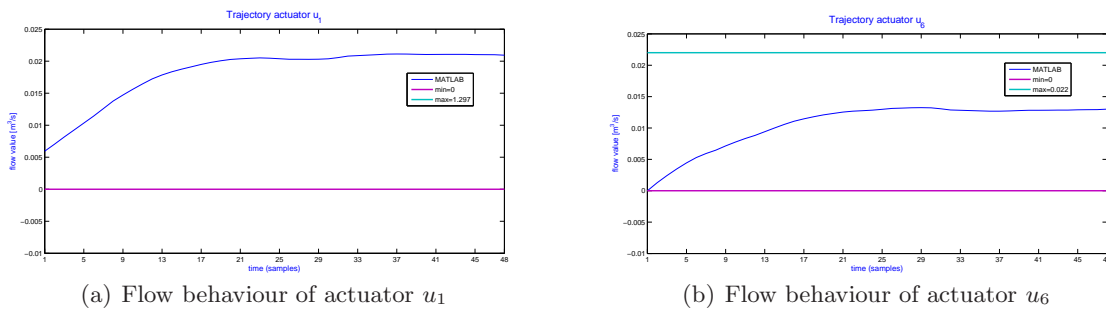 Trajectory actuator u1
0.025
0.02
0.015
0.01
0.005
0
−0.005
−0.01
flow value [m3/s]
MATLAB
min=0
max=1.297
1 5 9 13 17 21 25 29 33 37 41 45 48
time (samples)
(a) Flow behaviour of actuator u1
Trajectory actuator u6
0.025
0.02
0.015
0.01
0.005
0
−0.005
−0.01
flow value [m3/s]
MATLAB
min=0
max=0.022
1 5 9 13 17 21 25 29 33 37 41 45 4
time (samples)
(b) Flow behaviour of actuator u6